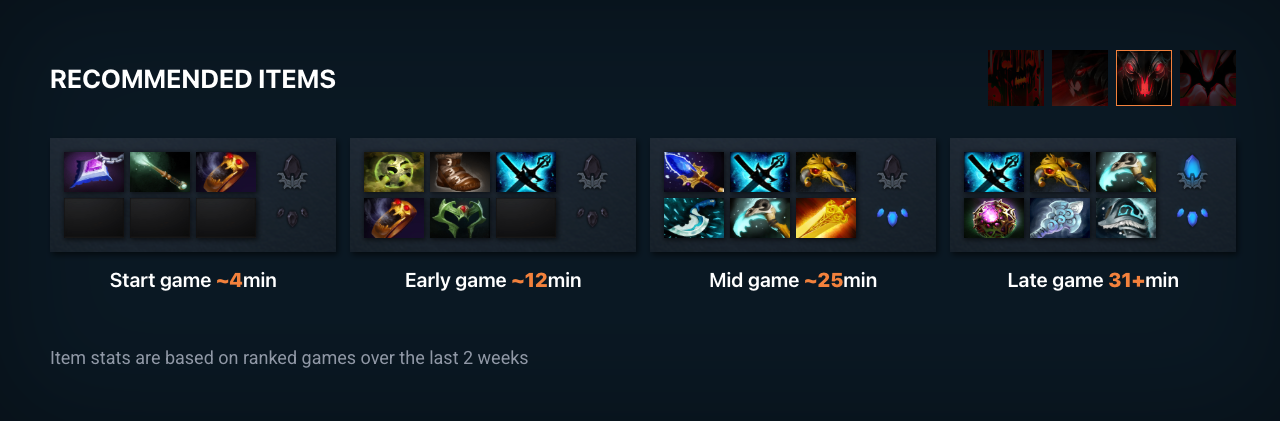 RECOMMENDED ITEMS
Start game ~4min
Early game ~12min
Mid game ~25min
Late game 31+min
Item stats are based on ranked games over the last 2 weeks